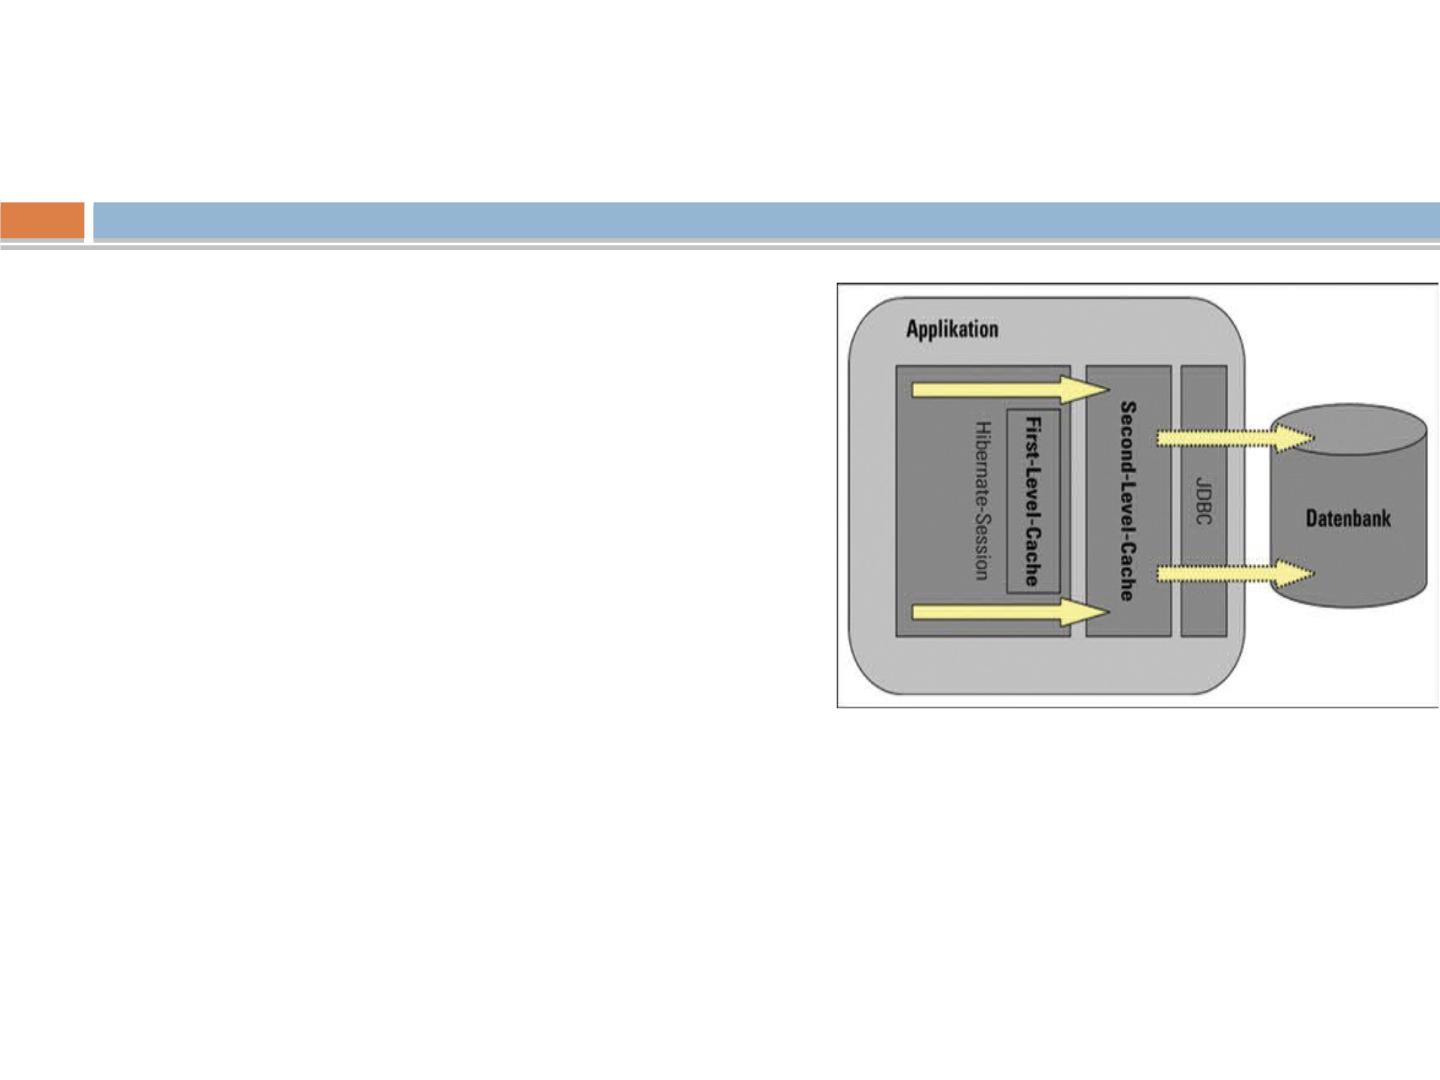 Applikation
Hibernate-Session
First-Level-Cache
Second-Level-Cache
JDBC
Datenbank